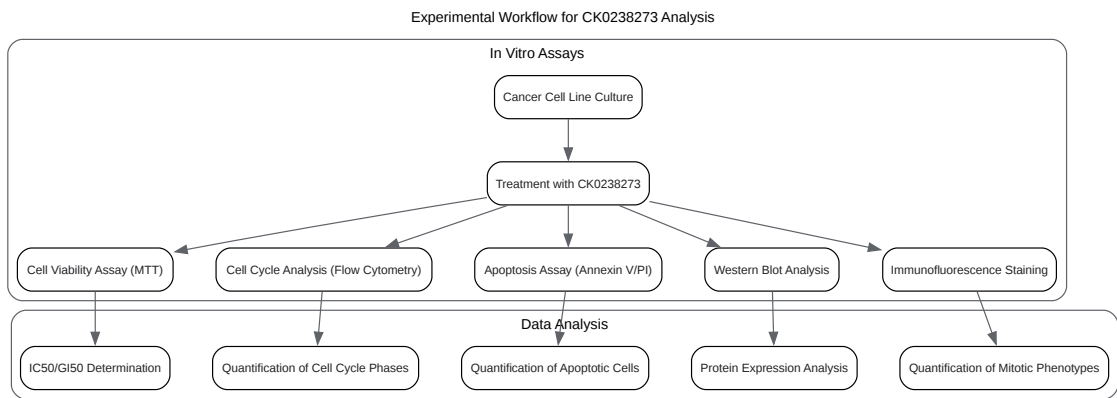 Experimental Workflow for CK0238273 Analysis
In Vitro Assays
Cancer Cell Line Culture
Treatment with CK0238273
Cell Viability Assay (MTT)
Cell Cycle Analysis (Flow Cytometry)
Apoptosis Assay (Annexin V/PI)
Western Blot Analysis
Immunofluorescence Staining
Data Analysis
IC50/GI50 Determination
Quantification of Cell Cycle Phases
Quantification of Apoptotic Cells
Protein Expression Analysis
Quantification of Mitotic Phenotypes